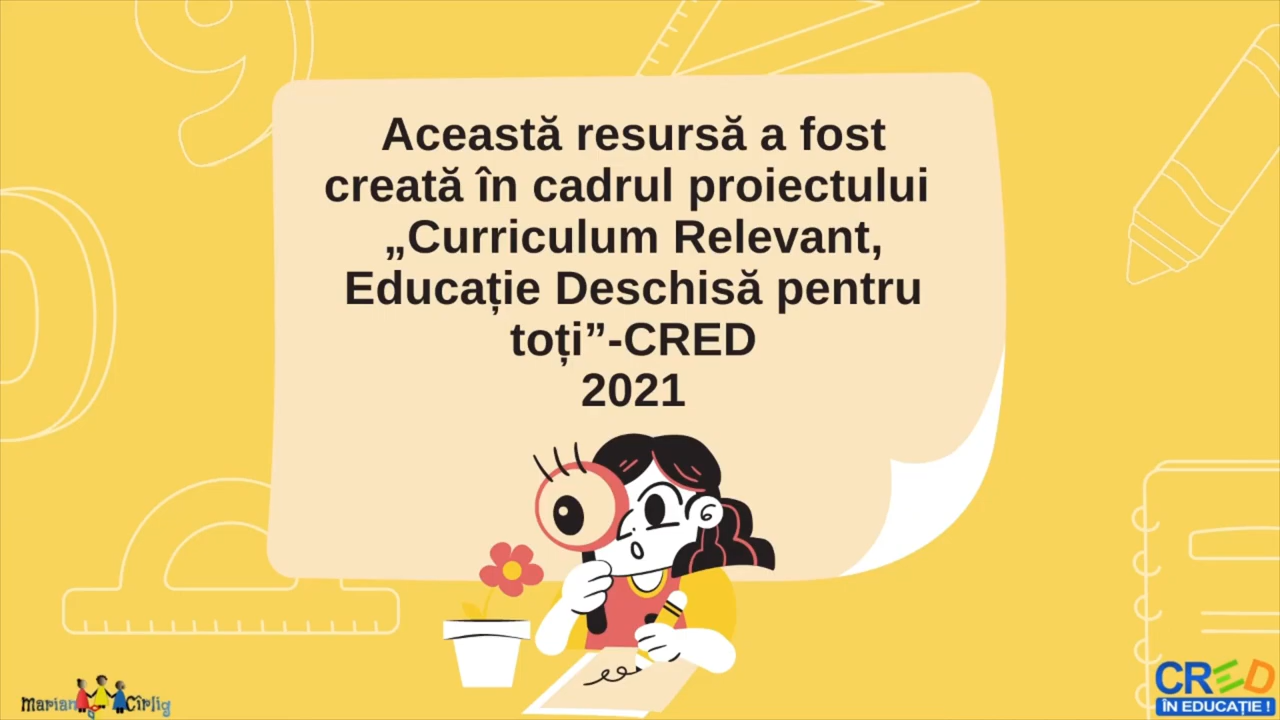 Această resursă a fost
creată în cadrul proiectului
„Curriculum Relevant,
Educație Deschisă pentru
toți”-CRED
2021
Mariana Cîrlig
CRED
ÎN EDUCAȚIE !